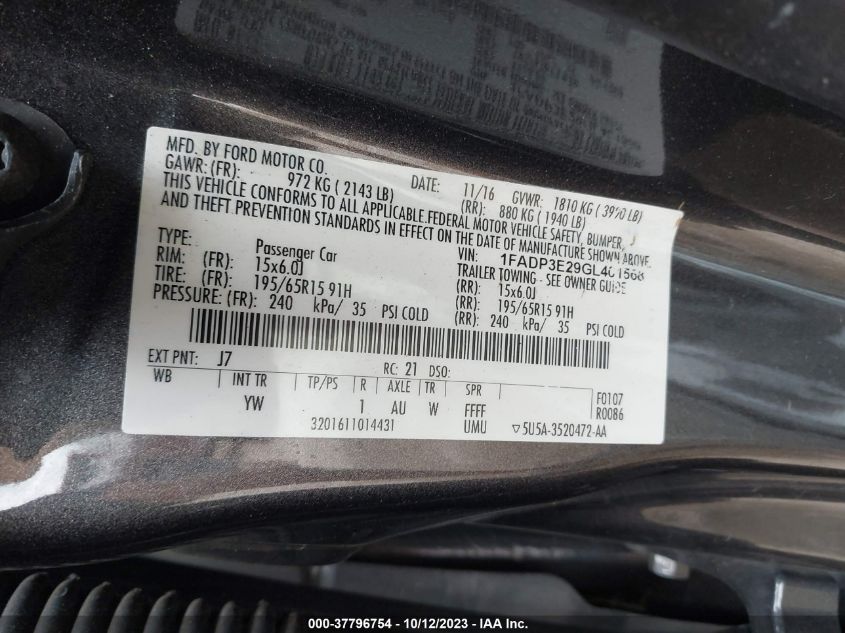 MFD. BY FORD MOTOR CO.
DATE: 11/16 GVWR: 1810 KG ( LB)
GAWR: (FR) 972 KG ( 2143 LB) (RR): 880 KG ( 1940 LB)
THIS VEHICLE CONFORMS TO ALL APPLICABLE FEDERAL MOTOR VEHICLE SAFETY, BUMPER,
AND THEFT PREVENTION STANDARDS IN EFFECT ON THE DATE OF MANUFACTURE SHOWN ABOVE.
VIN:
TYPE: Passenger Car TRAILER TOWING - SEE OWNER GUIDE
RIM: (FR): 15x6.0J (RR): 15x6.0J
TIRE: (FR): 195/65R15 91H (RR): 195/65R15 91H
PRESSURE: (FR): 240 kPa/ 35 PSI COLD (RR): 240 kPa/ 35 PSI COLD
EXT PNT: J7 RC: 21 DSO:
WB INT TR TP/PS R AXLE TR SPR F0107
YW 1 AU W FFFF R0086
3201611014431 UMU ▽5U5A-3520472-AA
000-37796754 - 10/12/2023 - IAA Inc.